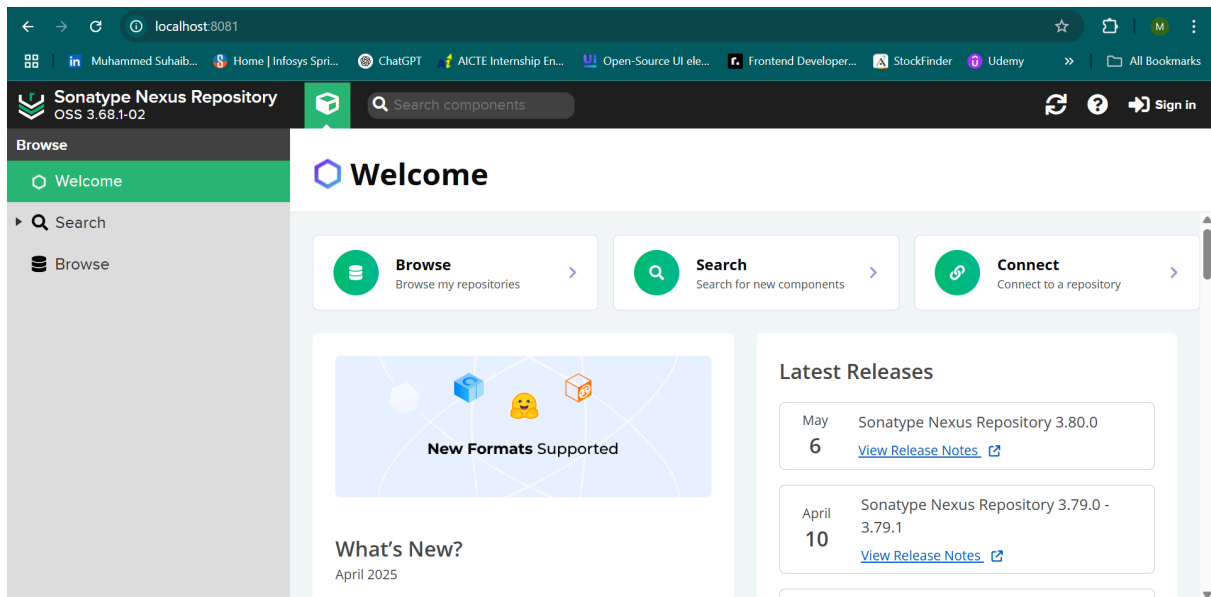 localhost:8081
M
in Muhammed Suhaib... Home | Infosys Spri... ChatGPT AICTE Internship En... UI Open-Source UI ele... r. Frontend Developer... StockFinder Udemy » All Bookmarks
Sonatype Nexus Repository
OSS 3.68.1-02
Search components
Sign in
Browse
Welcome
Search
Browse
Welcome
Browse
Browse my repositories
Search
Search for new components
Connect
Connect to a repository
New Formats Supported
What's New?
April 2025
Latest Releases
May
6
Sonatype Nexus Repository 3.80.0
View Release Notes
April
10
Sonatype Nexus Repository 3.79.0 -
3.79.1
View Release Notes